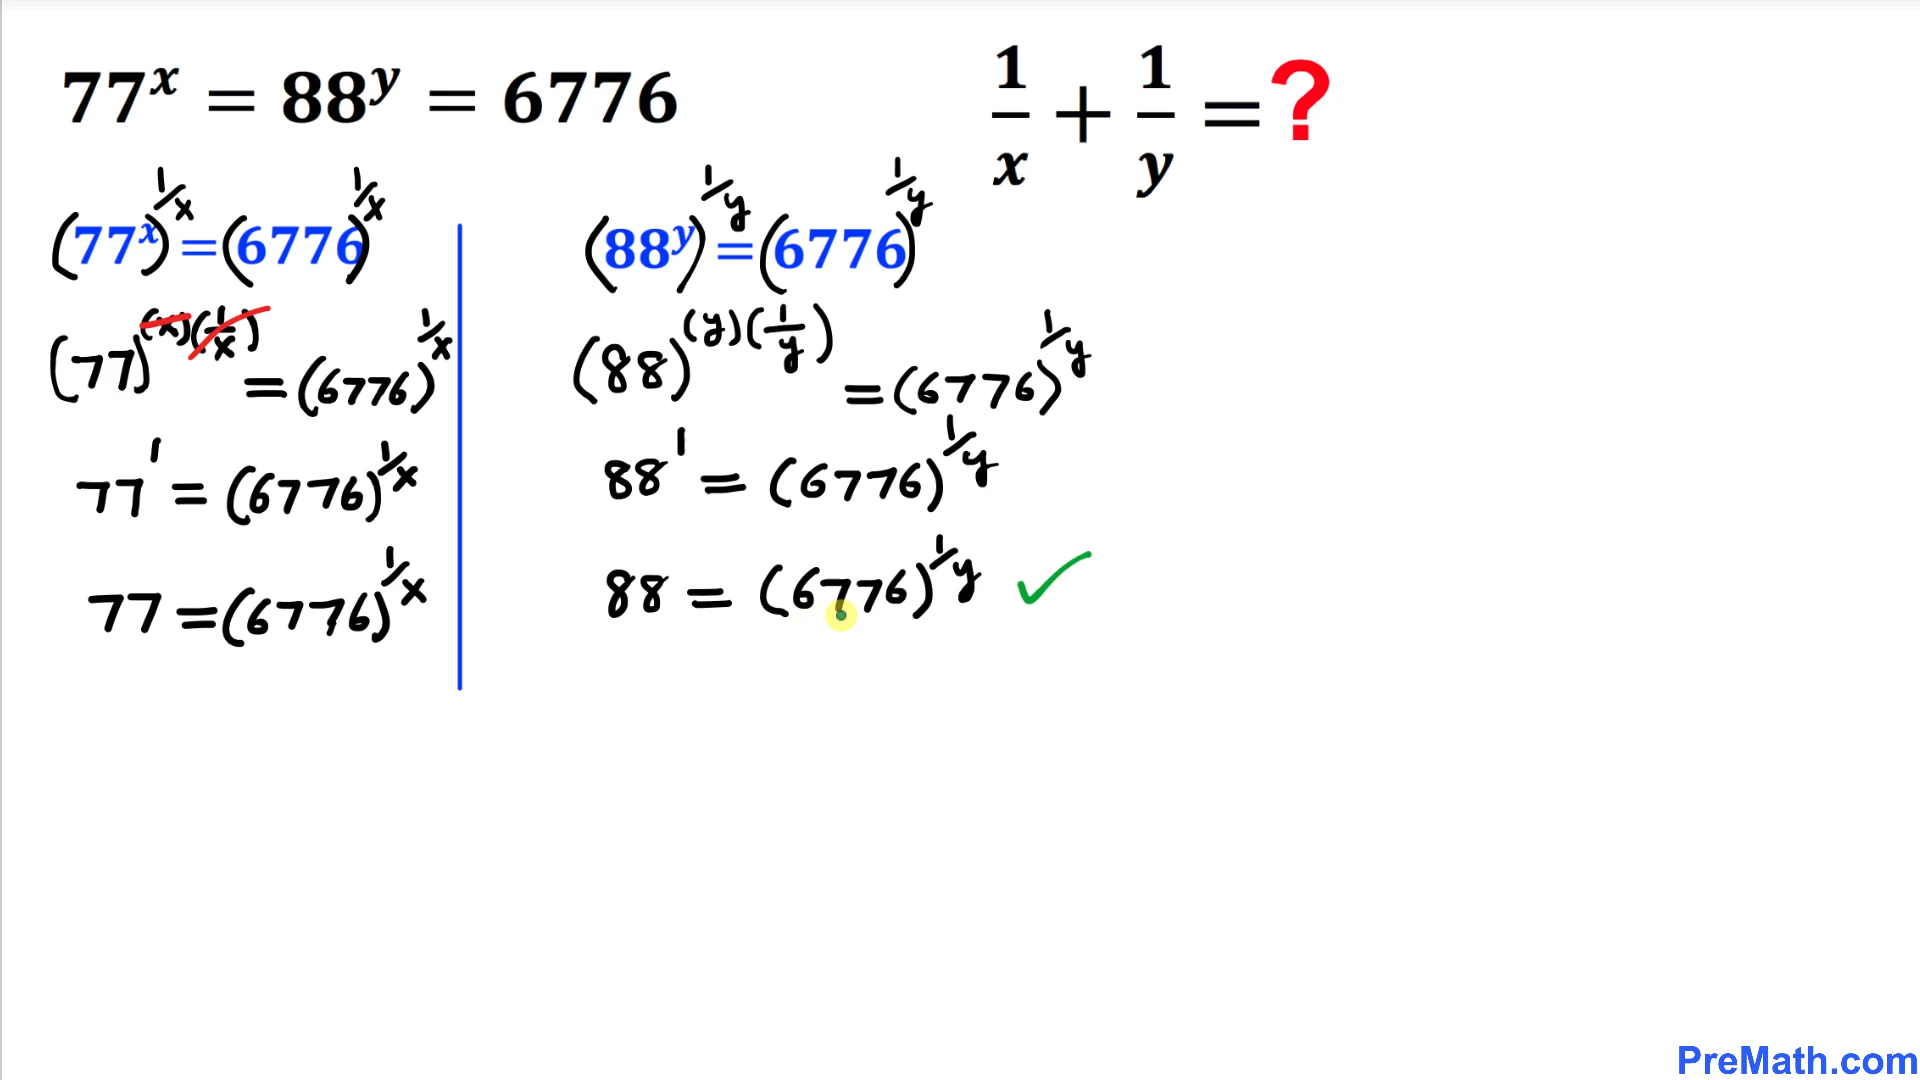 77^x = 88^y = 6776
1/x + 1/y = ?
(77^x)^1/x = (6776)^1/x
(77)^(x)(1/x) = (6776)^1/x
77^1 = (6776)^1/x
77 = (6776)^1/x
(88^y)^1/y = (6776)^1/y
(88)^(y)(1/y) = (6776)^1/y
88^1 = (6776)^1/y
88 = (6776)^1/y ✓
PreMath.com